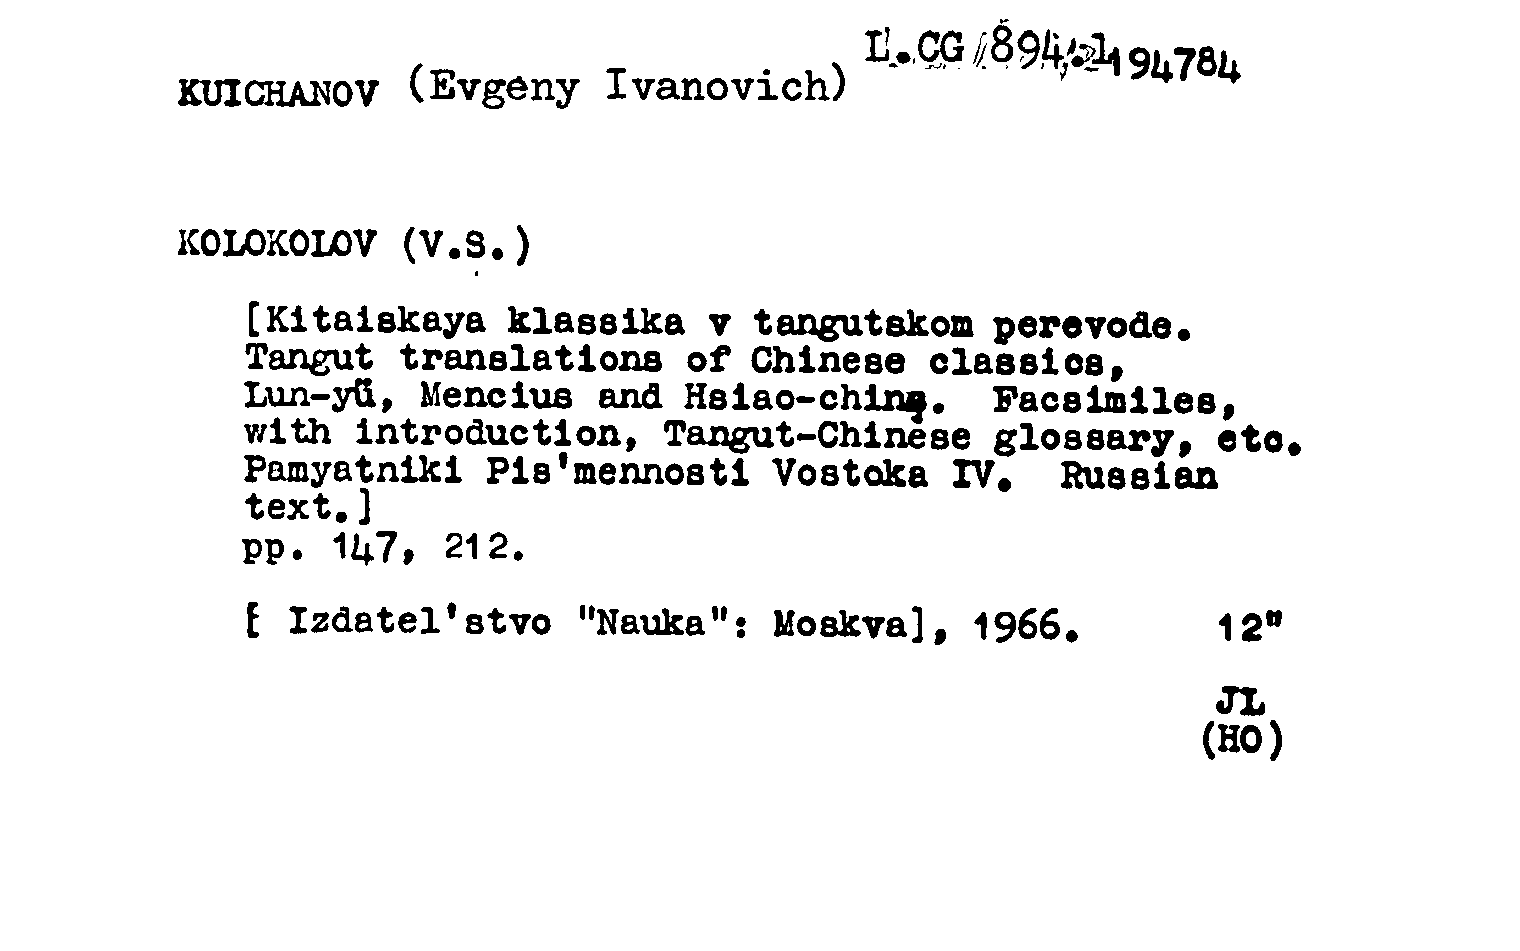 L.CG 894.1 194784
KUICHANOV (Evgeny Ivanovich)
KOLOKOLOV (V.S.)
[Kitaiskaya klassika v tangutskom perevode.
Tangut translations of Chinese classics,
Lun-yü, Mencius and Hsiao-ching. Facsimiles,
with introduction, Tangut-Chinese glossary, etc.
Pamyatniki Pis'mennosti Vostoka IV. Russian
text.]
pp. 147, 212.
[ Izdatel'stvo "Nauka": Moskva], 1966. 12"
JL
(HO)